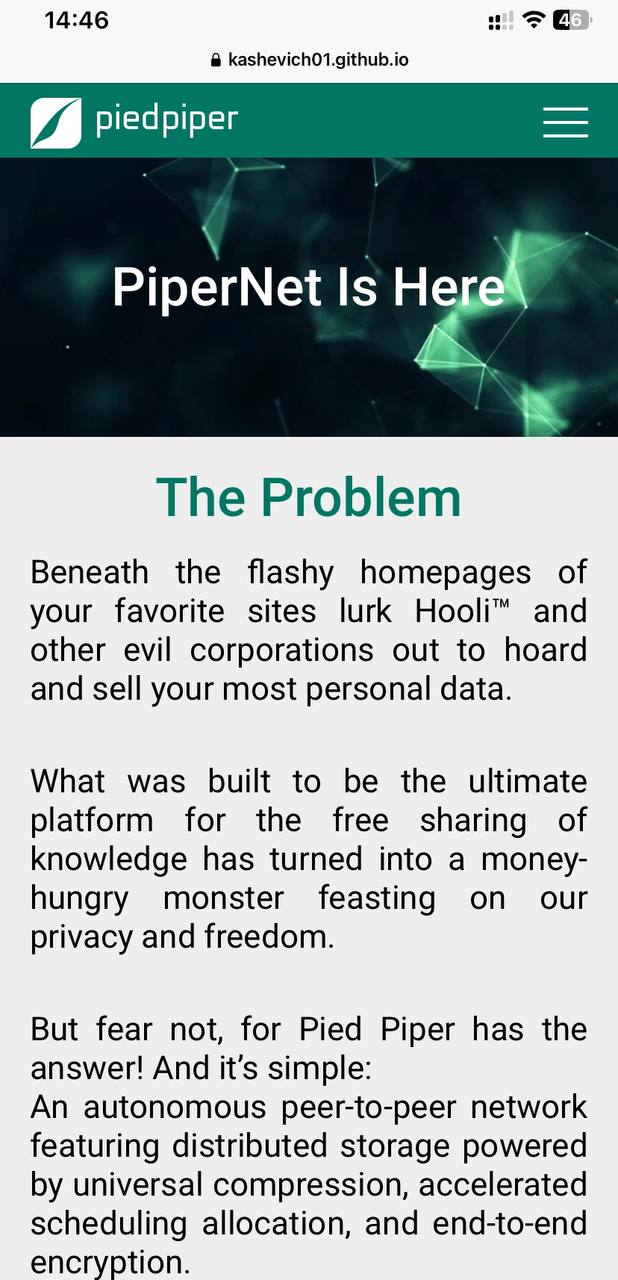 14:46
46
kashevich01.github.io
piedpiper
PiperNet Is Here
The Problem
Beneath the flashy homepages of
your favorite sites lurk Hooli™ and
other evil corporations out to hoard
and sell your most personal data.
What was built to be the ultimate
platform for the free sharing of
knowledge has turned into a money-
hungry monster feasting on our
privacy and freedom.
But fear not, for Pied Piper has the
answer! And it’s simple:
An autonomous peer-to-peer network
featuring distributed storage powered
by universal compression, accelerated
scheduling allocation, and end-to-end
encryption.